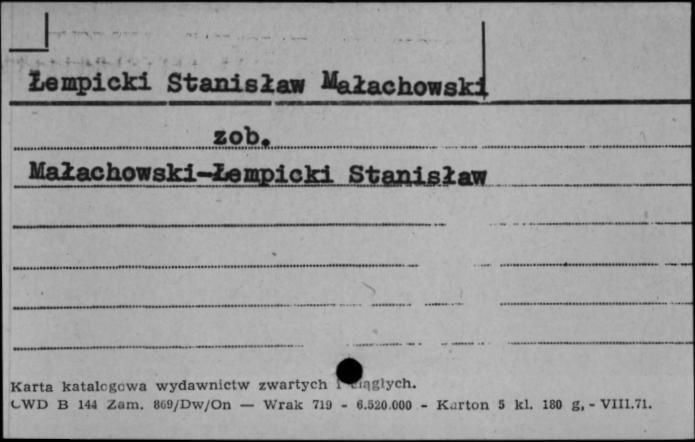 Łempicki Stanisław Małachowski
zob.
Małachowski-Łempicki Stanisław
Karta katalogowa wydawnictw zwartych i ciągłych.
CWD B 144 Zam. 869/Dw/On — Wrak 719 - 6.520.000 - Karton 5 kl. 180 g, - VIII.71.